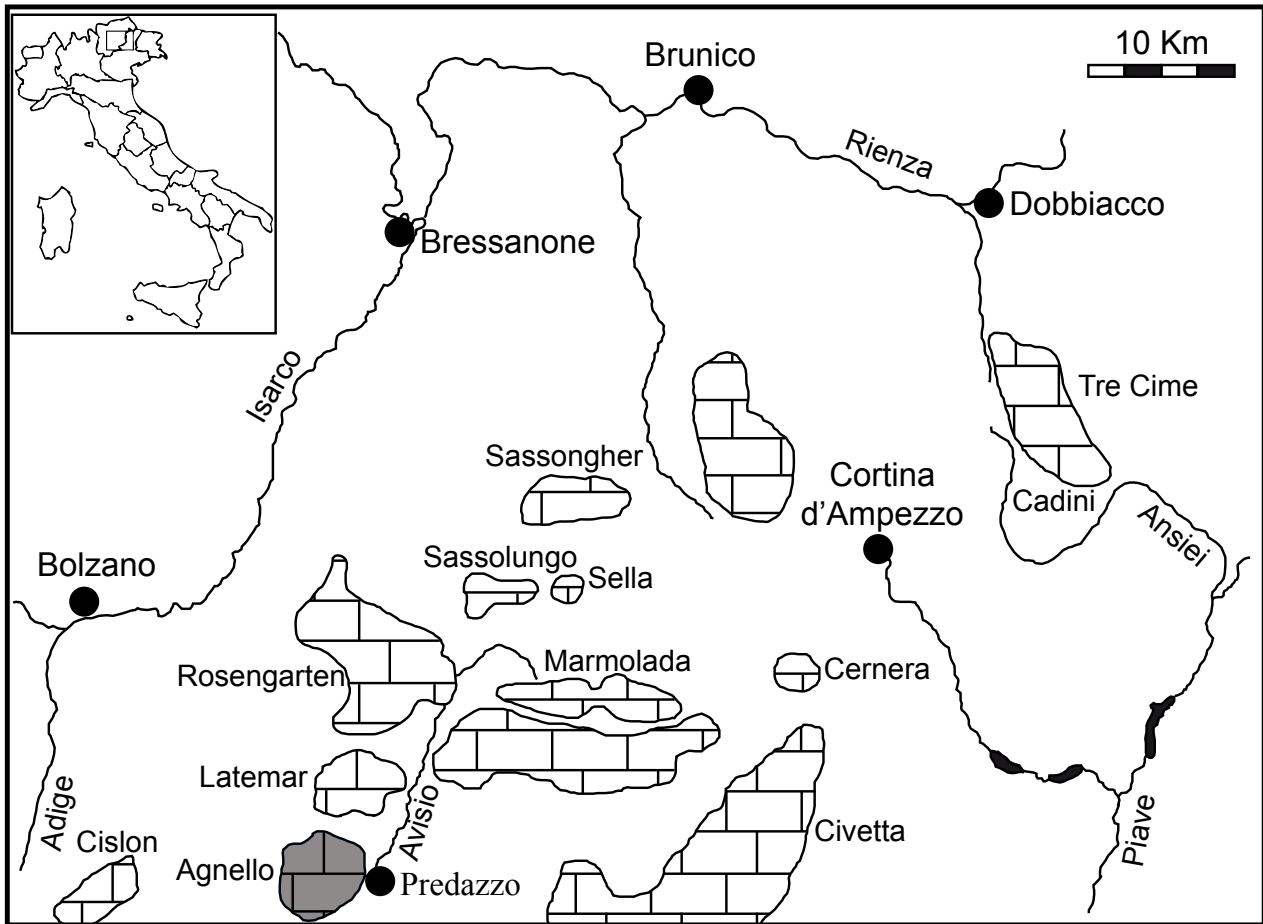 10 Km
Brunico
Rienza
Dobbiacco
Bressanone
Isarco
Tre Cime
Sassongher
Cortina
d'Ampezzo
Cadini
Ansiei
Bolzano
Sassolungo
Sella
Rosengarten
Marmolada
Cernera
Latemar
Adige
Avisio
Cislon
Agnello
Predazzo
Civetta
Piave